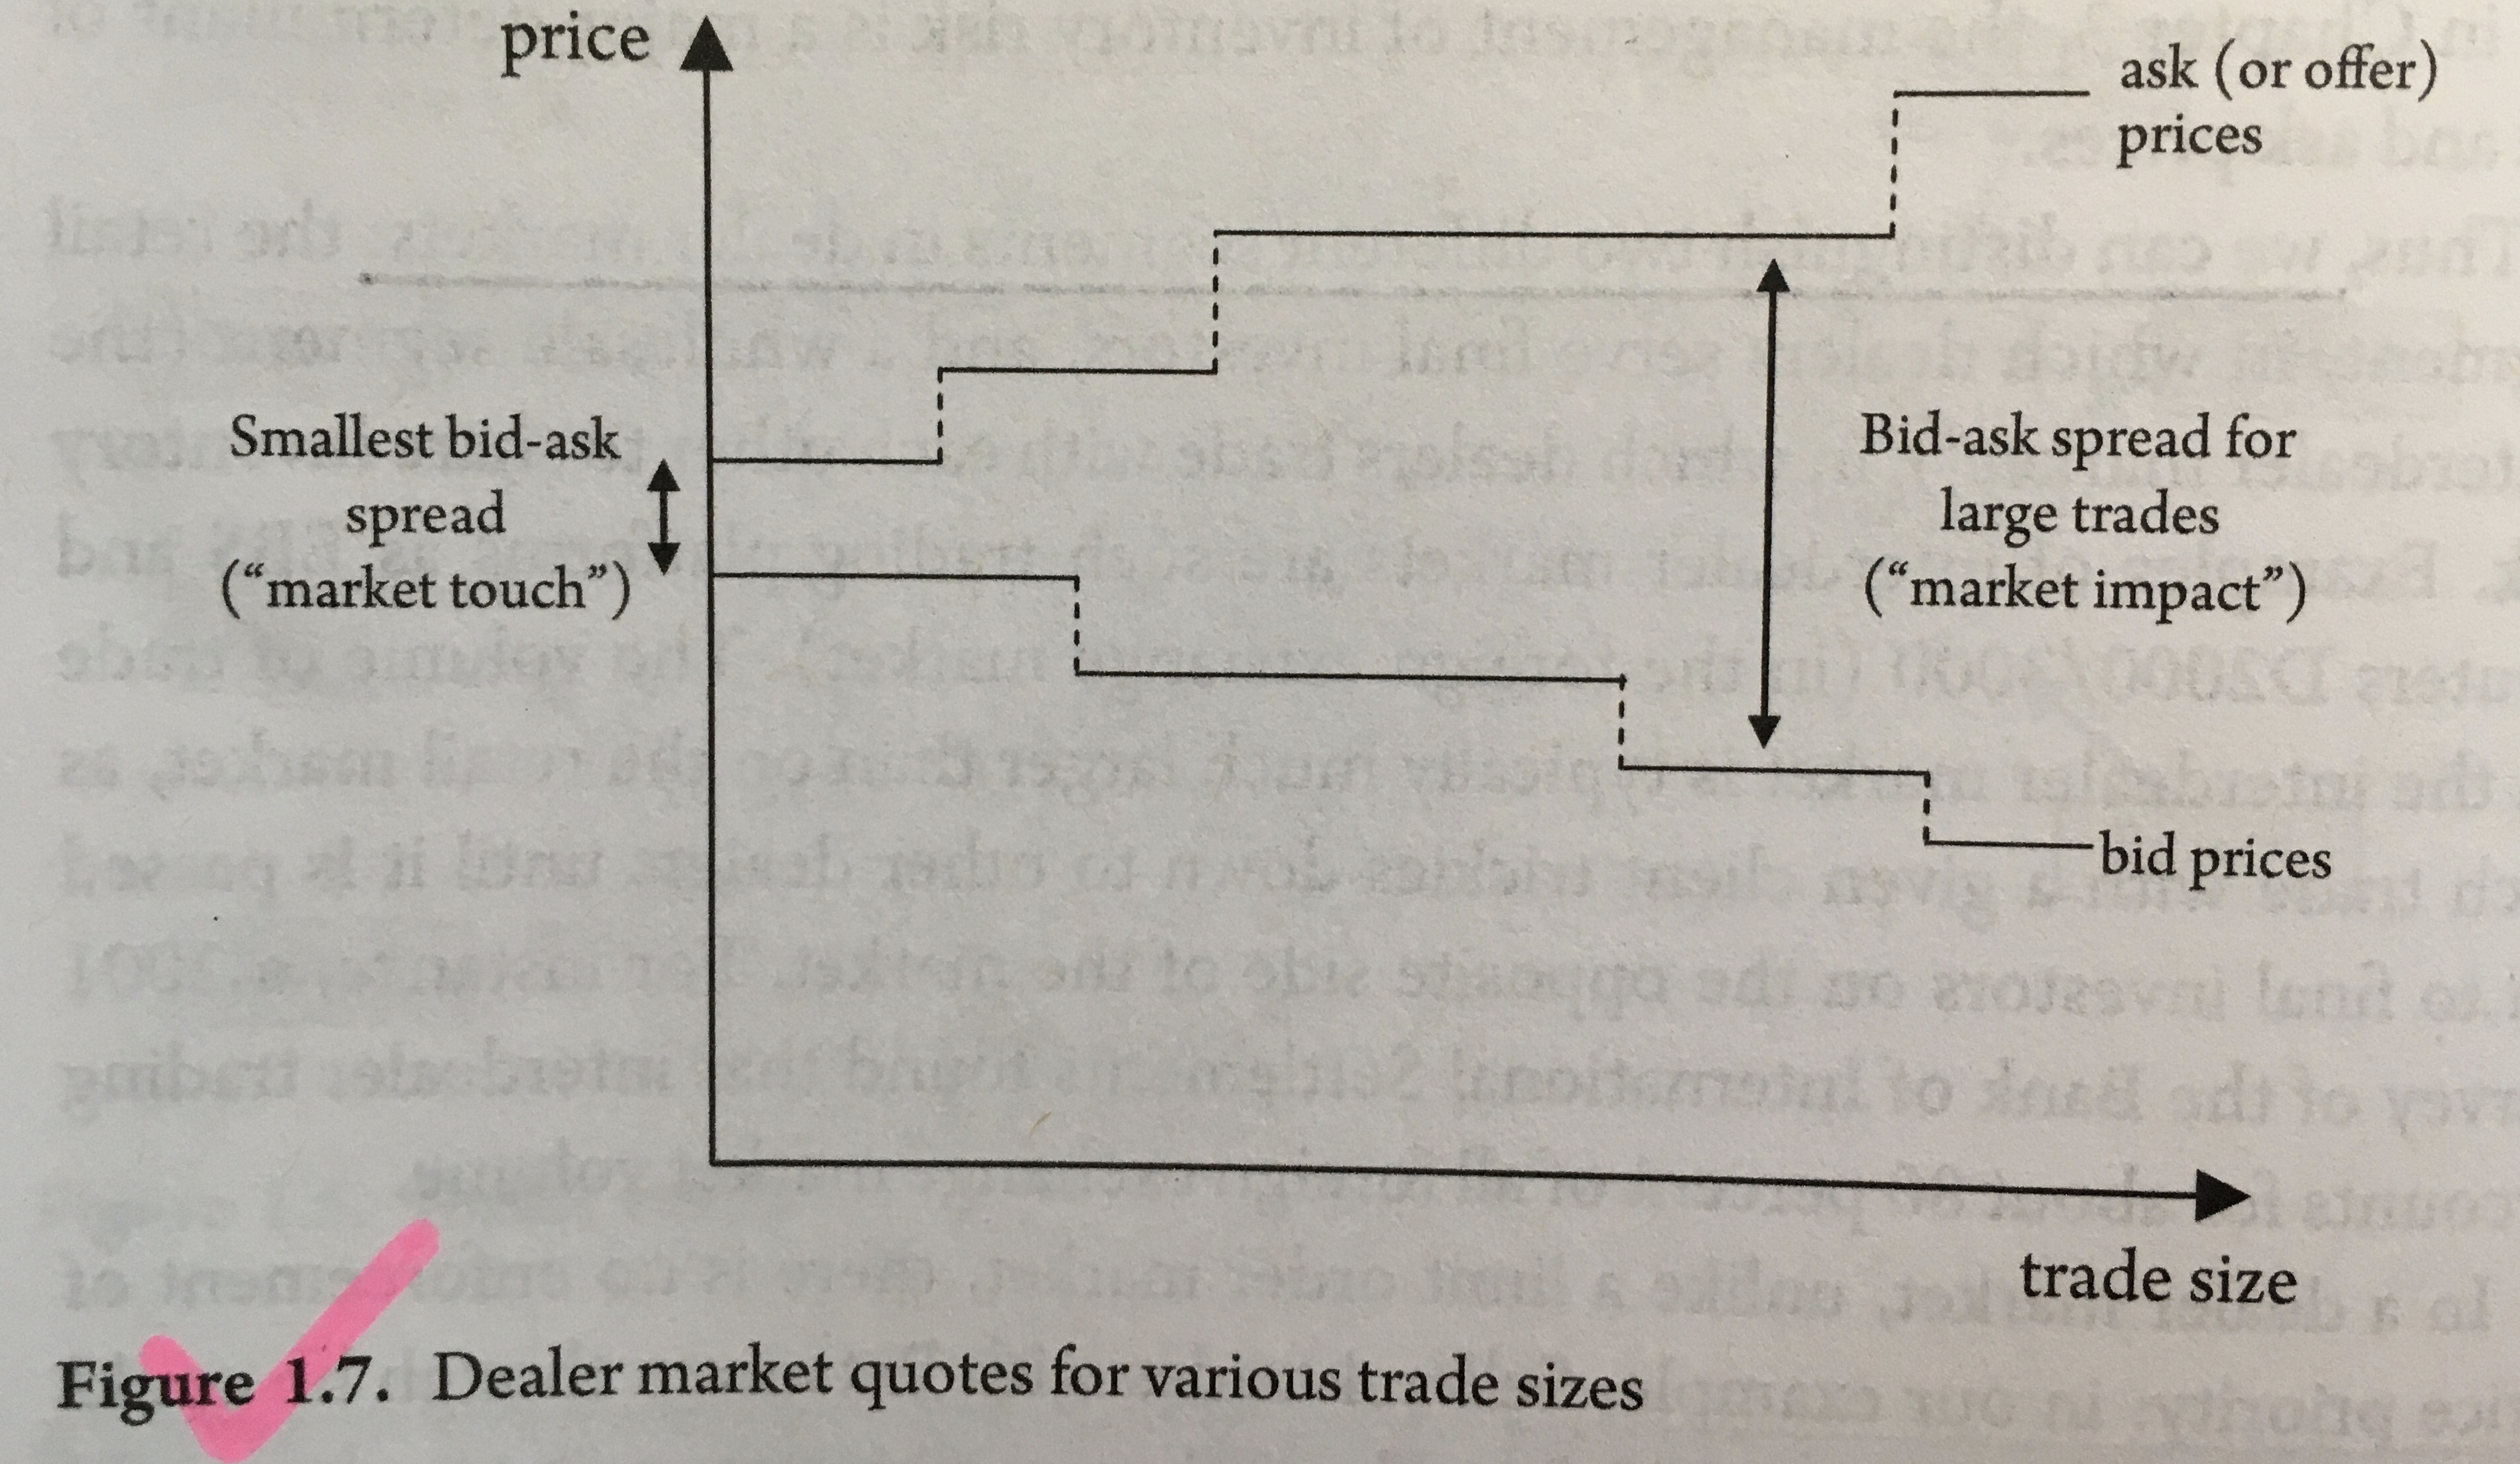 price
ask (or offer)
prices
Smallest bid-ask
spread
(“market touch”)
Bid-ask spread for
large trades
(“market impact”)
bid prices
trade size
Figure 1.7. Dealer market quotes for various trade sizes